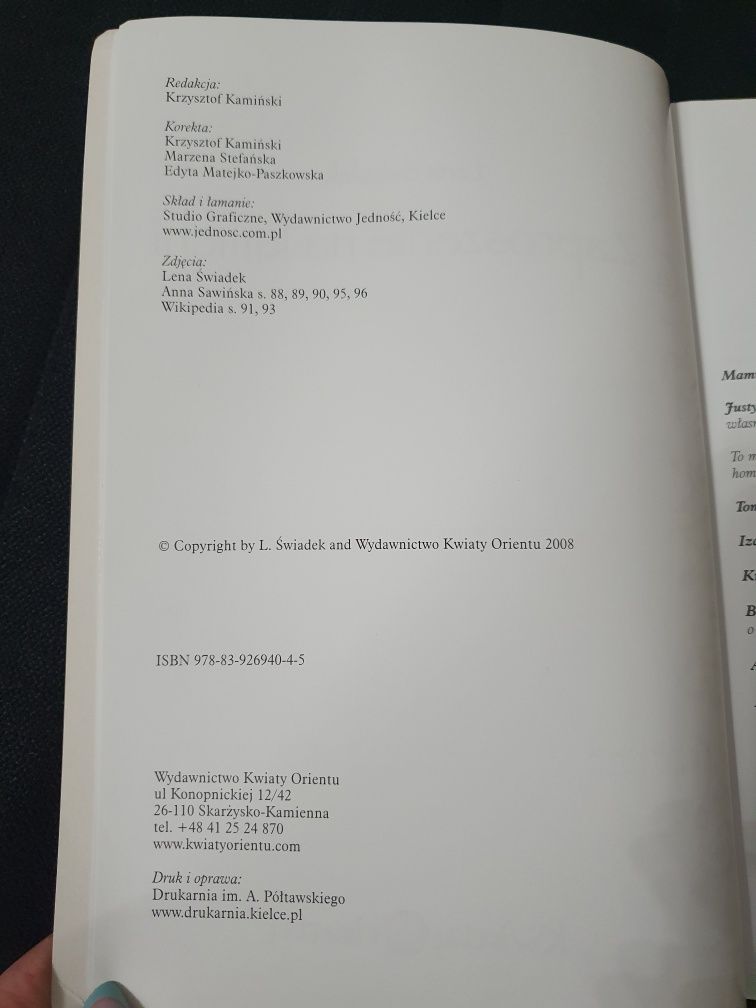 Redakcja:
Krzysztof Kamiński
Korekta:
Krzysztof Kamiński
Marzena Stefańska
Edyta Matejko-Paszkowska
Skład i łamanie:
Studio Graficzne, Wydawnictwo Jedność, Kielce
www.jednosc.com.pl
Zdjęcia:
Lena Świadek
Anna Sawińska s. 88, 89, 90, 95, 96
Wikipedia s. 91, 93
© Copyright by L. Świadek and Wydawnictwo Kwiaty Orientu 2008
ISBN 978-83-926940-4-5
Wydawnictwo Kwiaty Orientu
ul Konopnickiej 12/42
26-110 Skarżysko-Kamienna
tel. +48 41 25 24 870
www.kwiatyorientu.com
Druk i oprawa:
Drukarnia im. A. Półtawskiego
www.drukarnia.kielce.pl
To